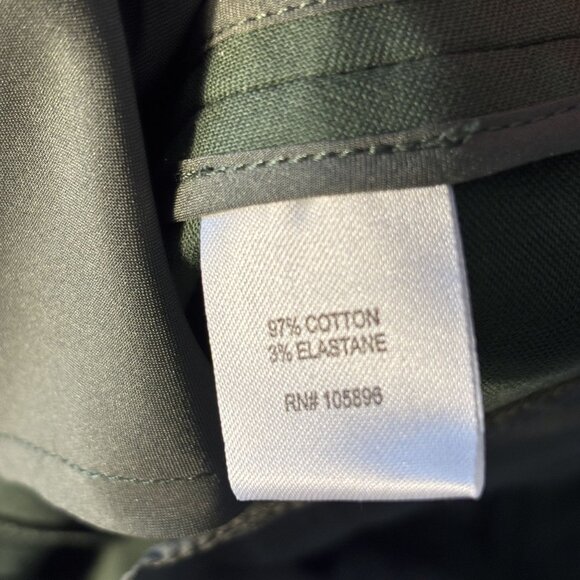 97% COTTON
3% ELASTANE
RN# 105896